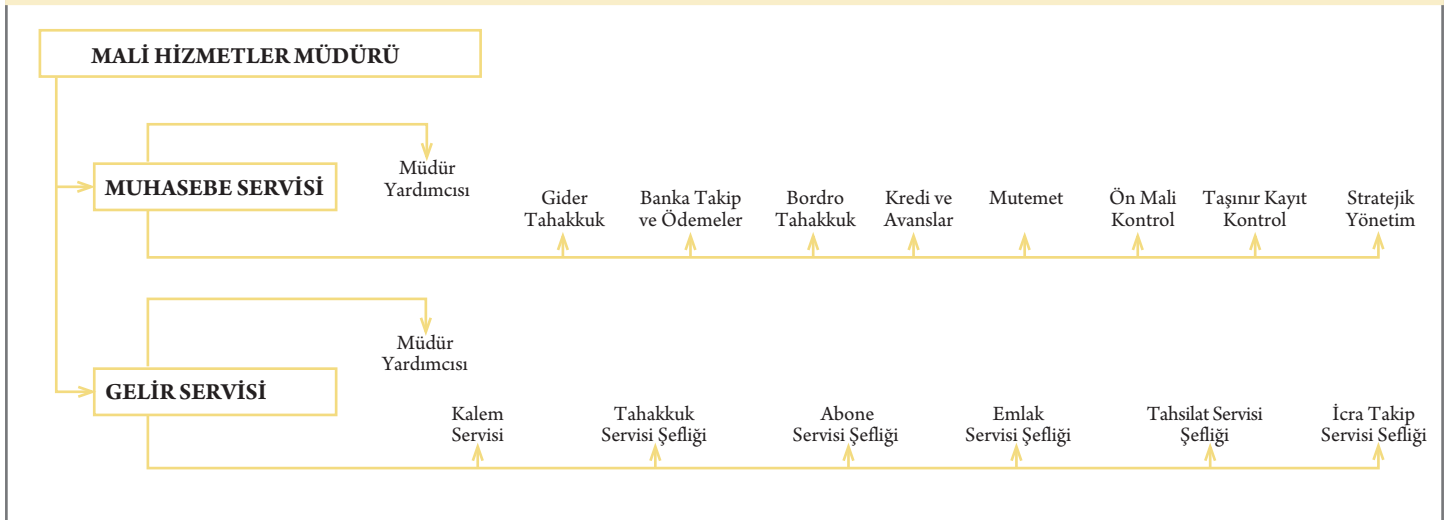 MALİ HİZMETLER MÜDÜRÜ
Müdür
Yardımcısı
MUHASEBE SERVİSİ
Gider
Tahakkuk
Banka Takip
ve Ödemeler
Bordro
Tahakkuk
Kredi ve
Avanslar
Mutemet
Ön Mali
Kontrol
Taşınır Kayıt
Kontrol
Stratejik
Yönetim
Müdür
Yardımcısı
GELİR SERVİSİ
Kalem
Servisi
Tahakkuk
Servisi Şefliği
Abone
Servisi Şefliği
Emlak
Servisi Şefliği
Tahsilat Servisi
Şefliği
İcra Takip
Servisi Sefliği